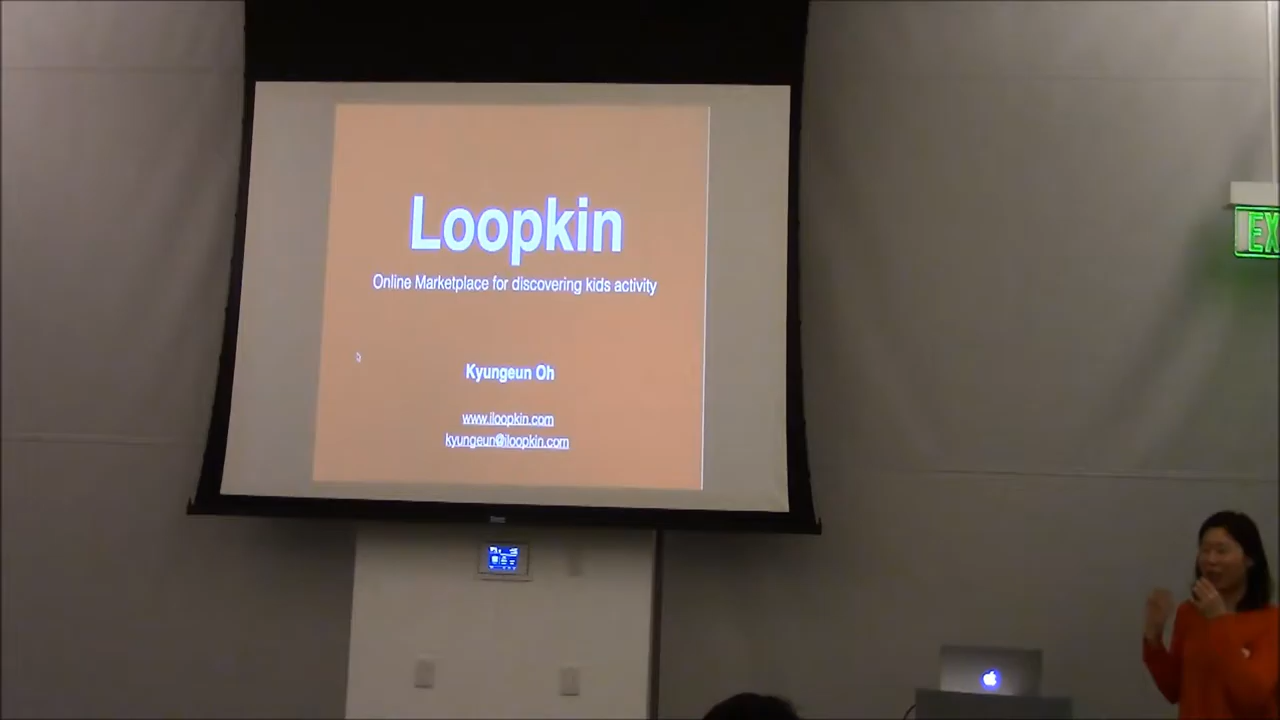 Loopkin
Online Marketplace for discovering kids activity
Kyungeun Oh
www.iloopkin.com
kyungeun@iloopkin.com
EX